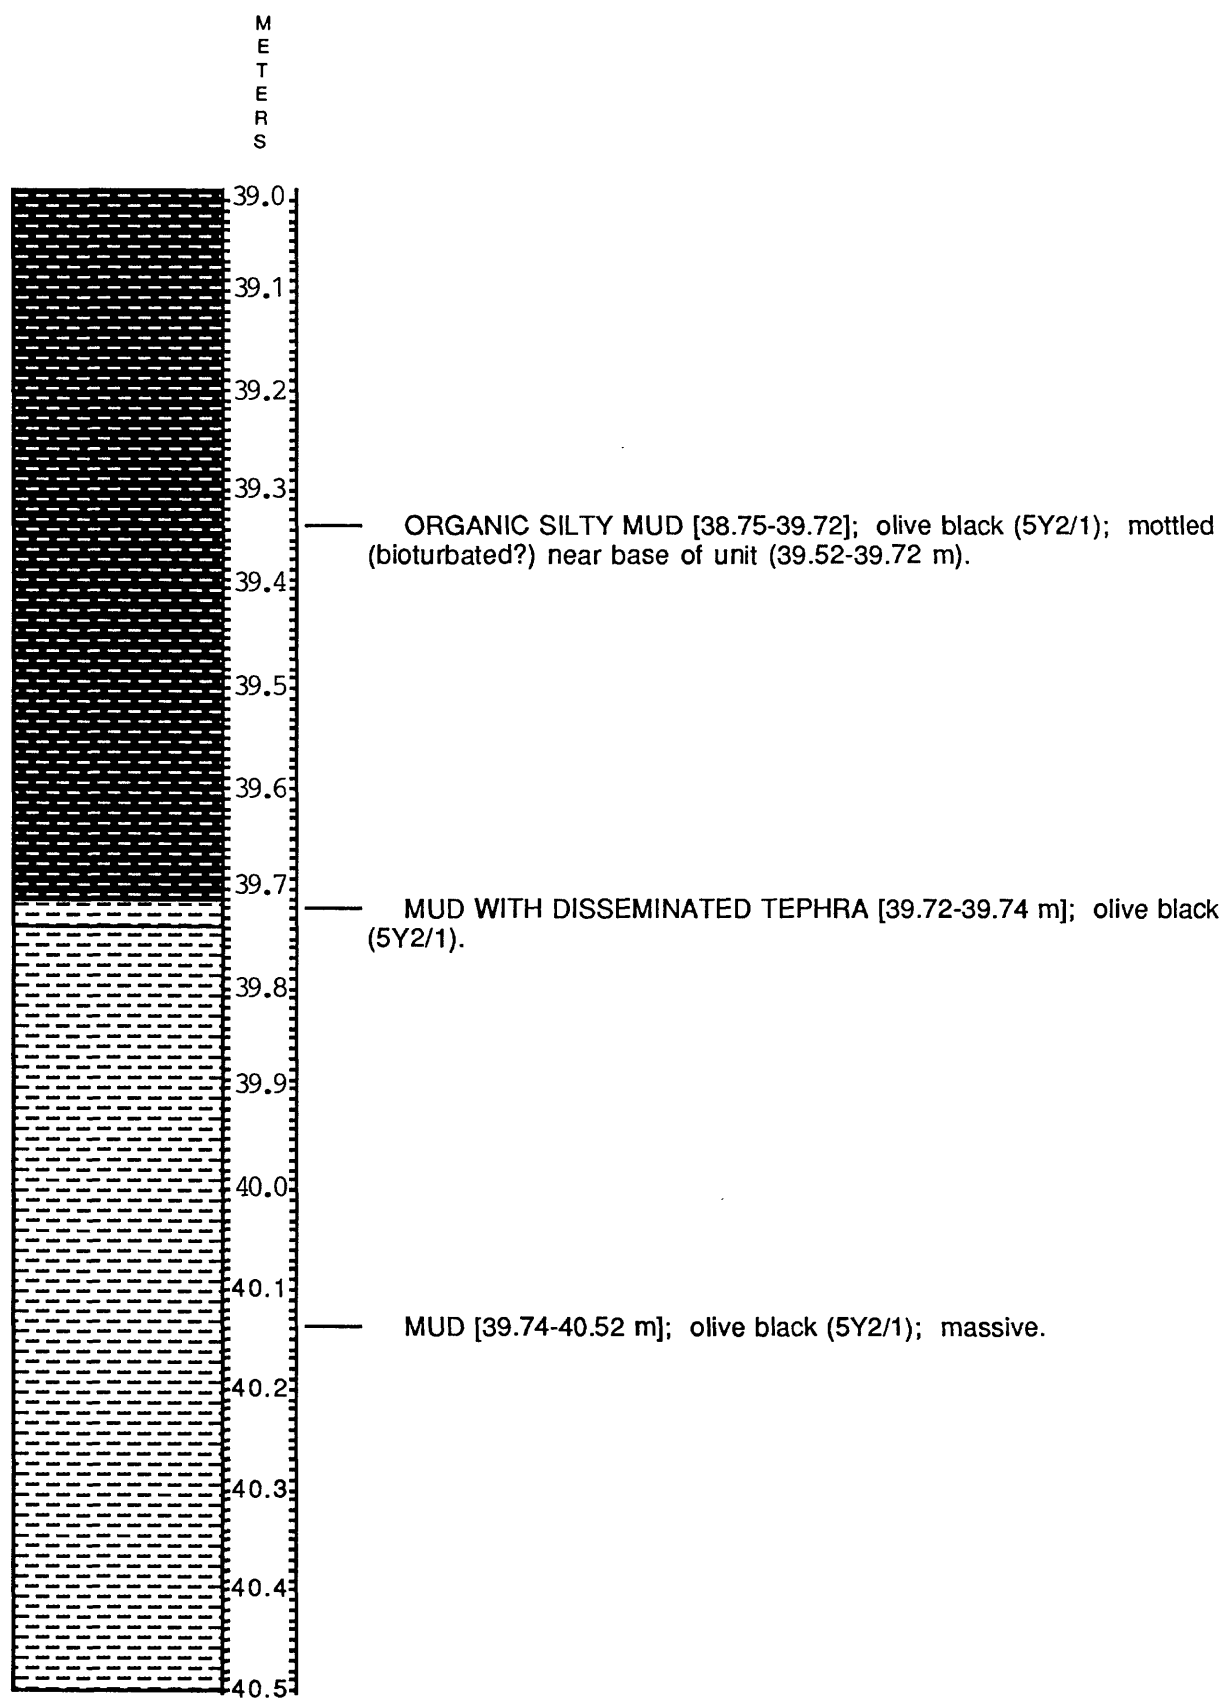 M
E
T
E
R
S
39.0
39.1
39.2
39.3
ORGANIC SILTY MUD [38.75-39.72]; olive black (5Y2/1); mottled
(bioturbated?) near base of unit (39.52-39.72 m).
39.4
39.5
39.6
39.7
MUD WITH DISSEMINATED TEPHRA [39.72-39.74 m]; olive black
(5Y2/1).
39.8
39.9
40.0
40.1
MUD [39.74-40.52 m]; olive black (5Y2/1); massive.
40.2
40.3
40.4
40.5